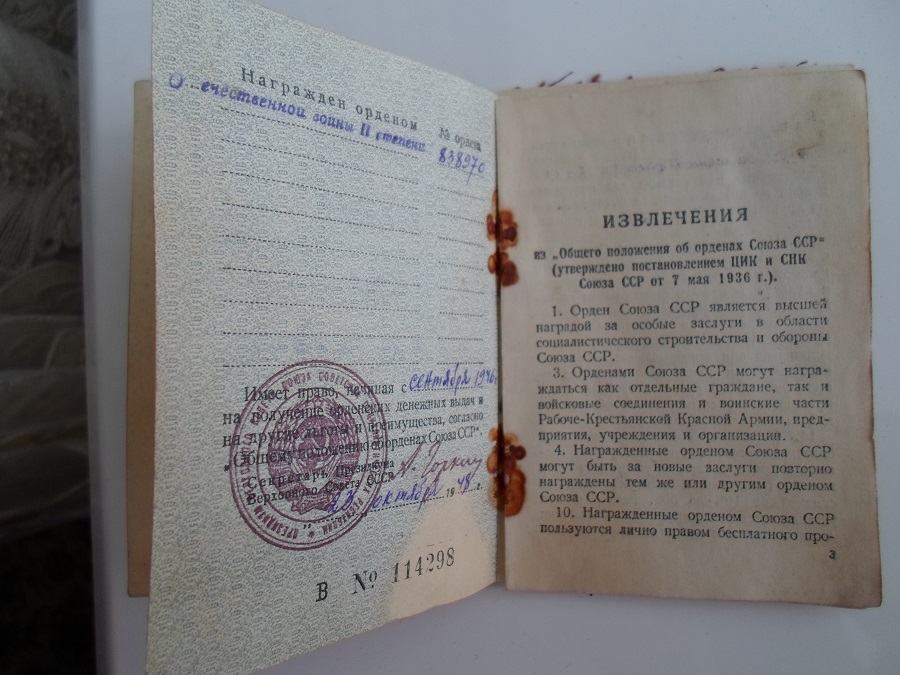 Награжден орденом
№ ордена
Отечественной войны II степени 838970
Имеет право, начиная с сентября 1946 г.
на получение орденских денежных выдач и
на другие льготы и преимущества, согласно
„Общему положению об орденах Союза ССР“.
Секретарь Президиума
Верховного Совета СССР А. Горкин
„23“ октября 1948 г.
В № 114298
ИЗВЛЕЧЕНИЯ
из „Общего положения об орденах Союза ССР“
(утверждено постановлением ЦИК и СНК
Союза ССР от 7 мая 1936 г.).
1. Орден Союза ССР является высшей
наградой за особые заслуги в области
социалистического строительства и обороны
Союза ССР.
3. Орденами Союза ССР могут награ-
ждаться как отдельные граждане, так и
войсковые соединения и воинские части
Рабоче-Крестьянской Красной Армии, пред-
приятия, учреждения и организации.
4. Награжденные орденом Союза ССР
могут быть за новые заслуги повторно
награждены тем же или другим орденом
Союза ССР.
10. Награжденные орденом Союза ССР
пользуются лично правом бесплатного про-
3